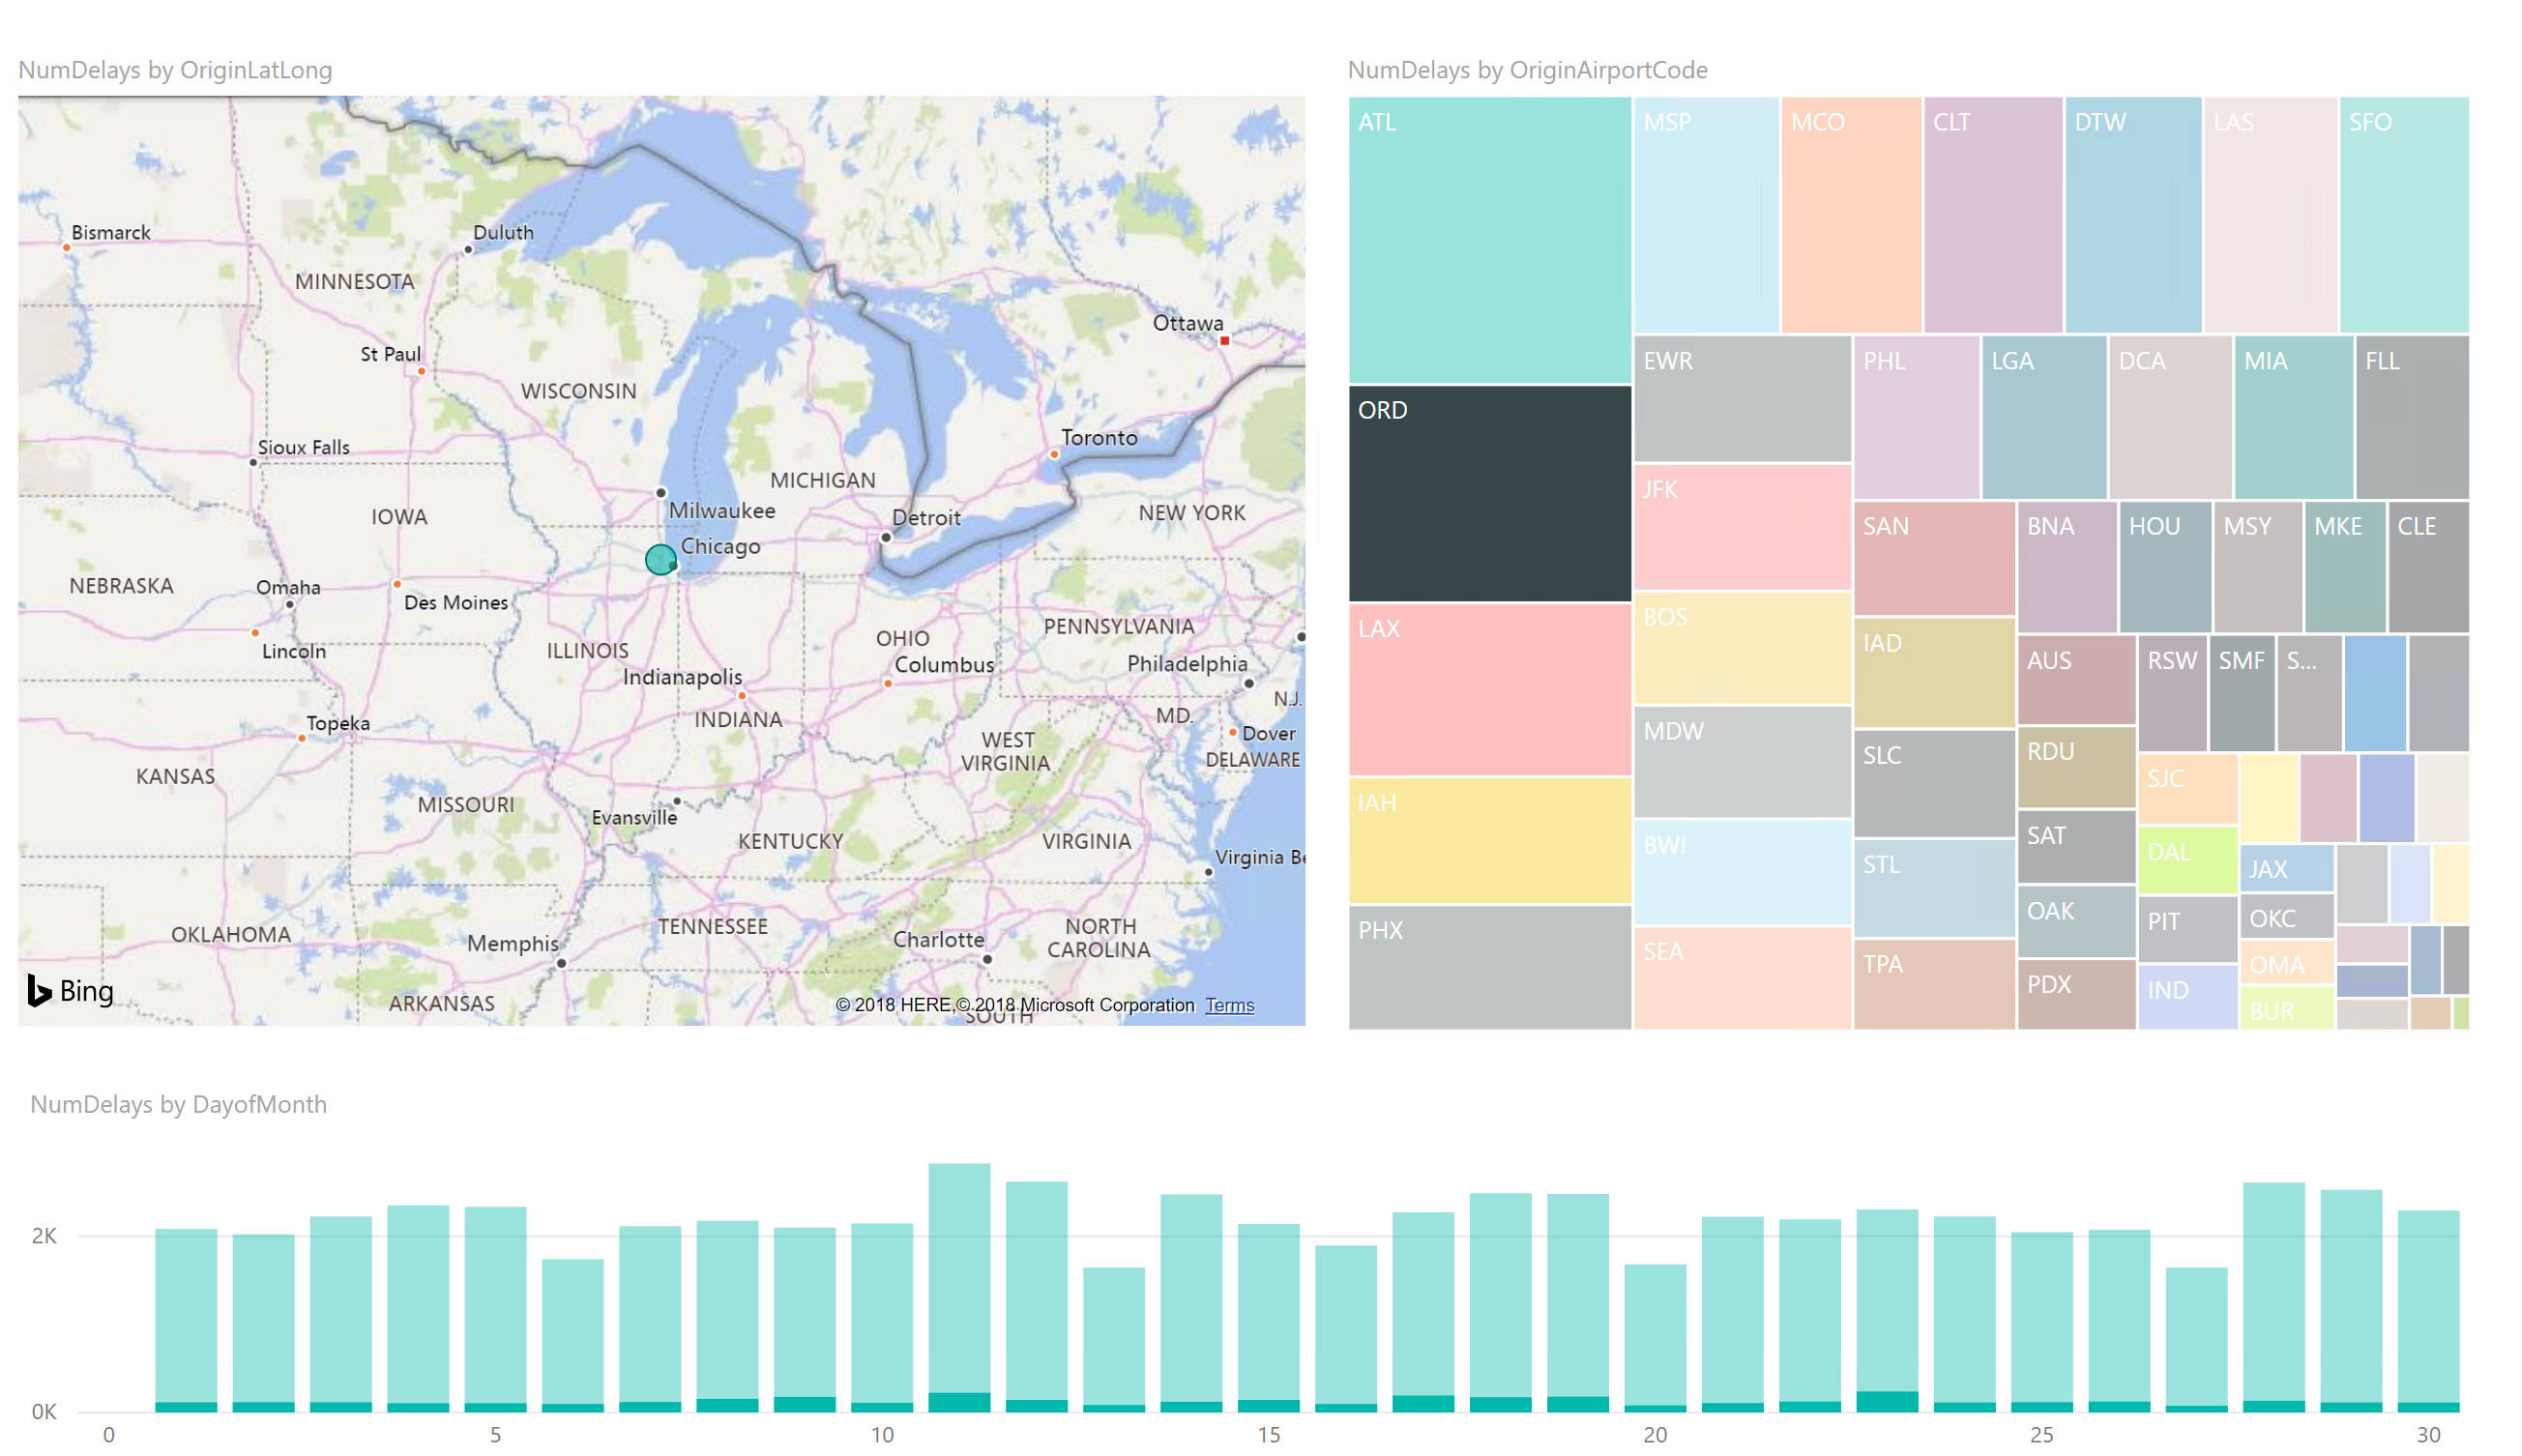 NumDelays by OriginLatLong
NumDelays by OriginAirportCode
Bismarck
Duluth
MINNESOTA
Ottawa
St Paul
WISCONSIN
Toronto
Sioux Falls
MICHIGAN
Milwaukee
Detroit
NEW YORK
IOWA
Chicago
NEBRASKA
Omaha
Des Moines
PENNSYLVANIA
OHIO
Lincoln
ILLINOIS
Columbus
Philadelphia
Indianapolis
N.J.
INDIANA
MD.
Topeka
Dover
WEST
VIRGINIA
DELAWARE
KANSAS
MISSOURI
Evansville
KENTUCKY
VIRGINIA
Virginia Be
OKLAHOMA
TENNESSEE
NORTH
CAROLINA
Memphis
Charlotte
Bing
ARKANSAS
© 2018 HERE, © 2018 Microsoft Corporation Terms
SOUTH
ATL
ORD
LAX
IAH
PHX
MSP
MCO
CLT
DTW
LAS
SFO
EWR
JFK
BOS
MDW
BWI
SEA
PHL
LGA
DCA
MIA
FLL
SAN
IAD
SLC
STL
TPA
BNA
HOU
MSY
MKE
CLE
AUS
RDU
SAT
OAK
PDX
RSW
SMF
S...
SJC
DAL
PIT
IND
JAX
OKC
OMA
BUR
NumDelays by DayofMonth
2K
0K
0 5 10 15 20 25 30